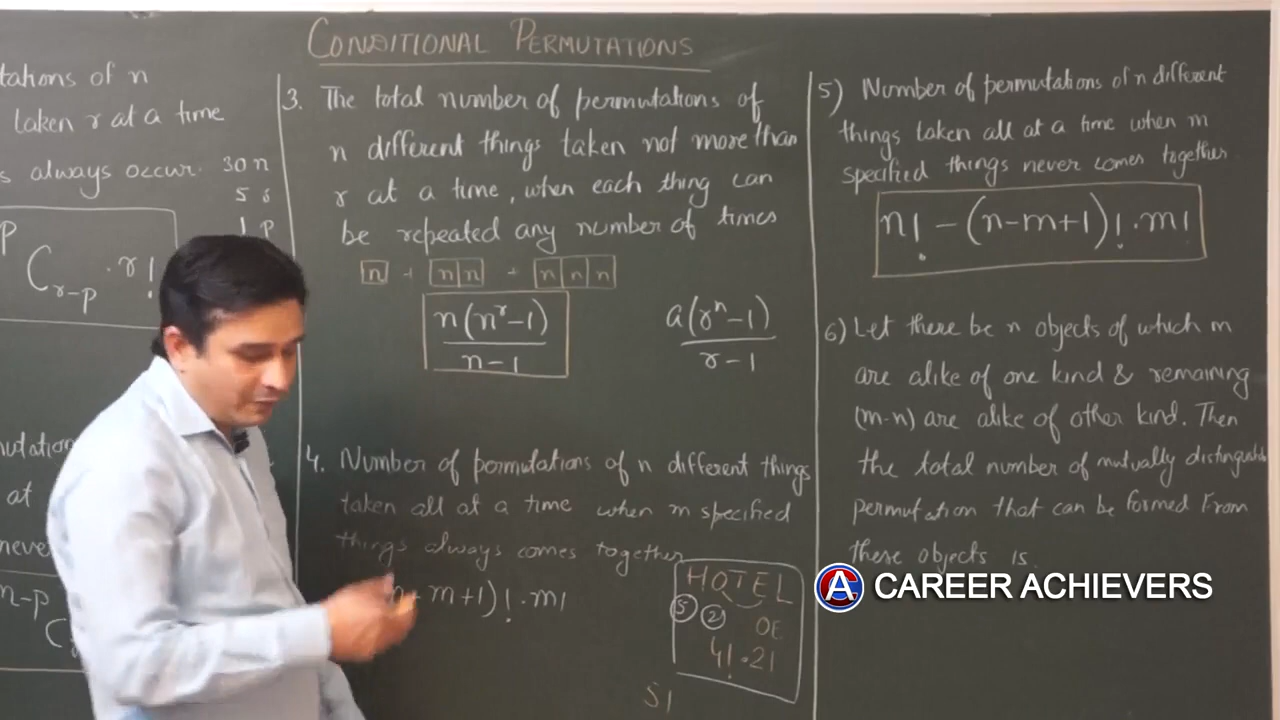 CONDITIONAL PERMUTATIONS
tations of n
taken r at a time
s always occur.
30 n
5 s
1 p
P
C r-p . r!
nutation
at
never
n-p
C
3. The total number of permutations of
n different things taken not more than
r at a time, when each thing can
be repeated any number of times
n + n n + n n n
n(n^r-1)
n-1
a(r^n-1)
r-1
4. Number of permutations of n different things
taken all at a time when m specified
things always comes together
m+1)! . m!
HOTEL
5 2 OE
4! . 2!
5!
5) Number of permutations of n different
things taken all at a time when m
specified things never comes together
n! - (n-m+1)! . m!
6) Let there be n objects of which m
are alike of one kind & remaining
(m-n) are alike of other kind. Then
the total number of mutually distinguish
permutation that can be formed From
these objects is.
CAREER ACHIEVERS